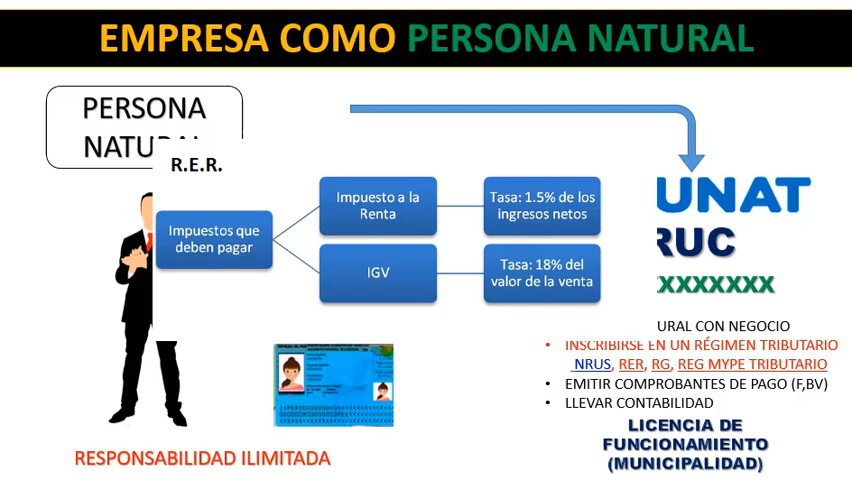 EMPRESA COMO PERSONA NATURAL
PERSONA
NATURAL
R.E.R.
Impuestos que
deben pagar
Impuesto a la
Renta
Tasa: 1.5% de los
ingresos netos
IGV
Tasa: 18% del
valor de la venta
UNAT
RUC
XXXXXXXX
URAL CON NEGOCIO
• INSCRIBIRSE EN UN RÉGIMEN TRIBUTARIO
NRUS, RER, RG, REG MYPE TRIBUTARIO
• EMITIR COMPROBANTES DE PAGO (F,BV)
• LLEVAR CONTABILIDAD
LICENCIA DE
FUNCIONAMIENTO
(MUNICIPALIDAD)
RESPONSABILIDAD ILIMITADA